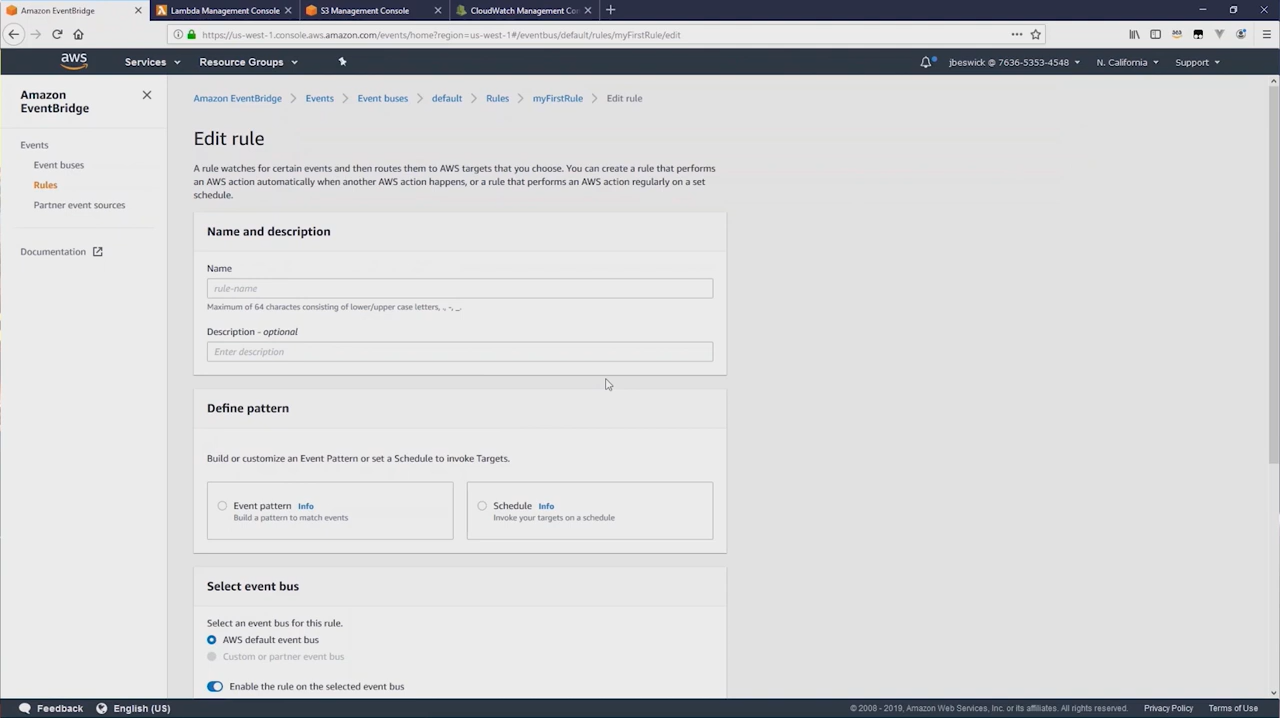 Amazon EventBridge
Lambda Management Console
S3 Management Console
CloudWatch Management Con
https://us-west-1.console.aws.amazon.com/events/home?region=us-west-1#/eventbus/default/rules/myFirstRule/edit
aws
Services
Resource Groups
jbeswick @ 7636-5353-4548
N. California
Support
Amazon
EventBridge
Events
Event buses
Rules
Partner event sources
Documentation
Amazon EventBridge
Events
Event buses
default
Rules
myFirstRule
Edit rule
Edit rule
A rule watches for certain events and then routes them to AWS targets that you choose. You can create a rule that performs
an AWS action automatically when another AWS action happens, or a rule that performs an AWS action regularly on a set
schedule.
Name and description
Name
rule-name
Maximum of 64 charactes consisting of lower/upper case letters, ., -, _.
Description - optional
Enter description
Define pattern
Build or customize an Event Pattern or set a Schedule to invoke Targets.
Event pattern Info
Build a pattern to match events
Schedule Info
Invoke your targets on a schedule
Select event bus
Select an event bus for this rule.
AWS default event bus
Custom or partner event bus
Enable the rule on the selected event bus
Feedback
English (US)
© 2008 - 2019, Amazon Web Services, Inc. or its affiliates. All rights reserved.
Privacy Policy
Terms of Use